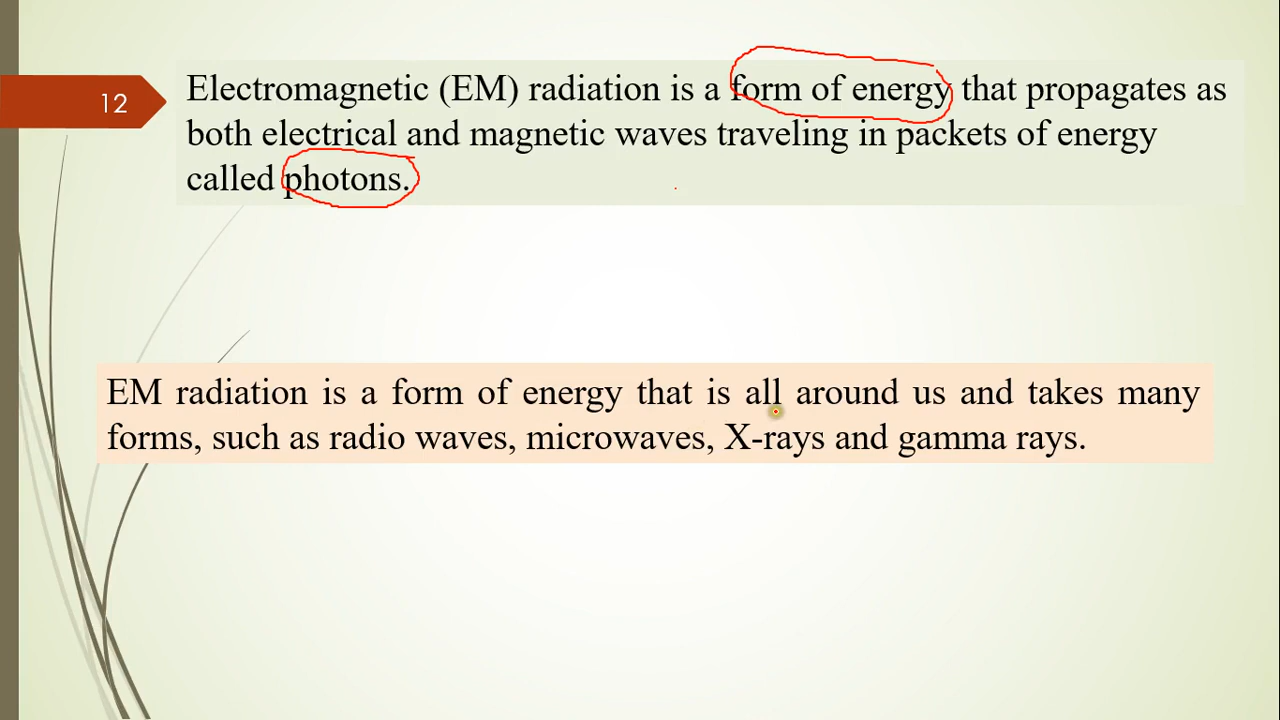 12
Electromagnetic (EM) radiation is a form of energy that propagates as
both electrical and magnetic waves traveling in packets of energy
called photons.
EM radiation is a form of energy that is all around us and takes many
forms, such as radio waves, microwaves, X-rays and gamma rays.